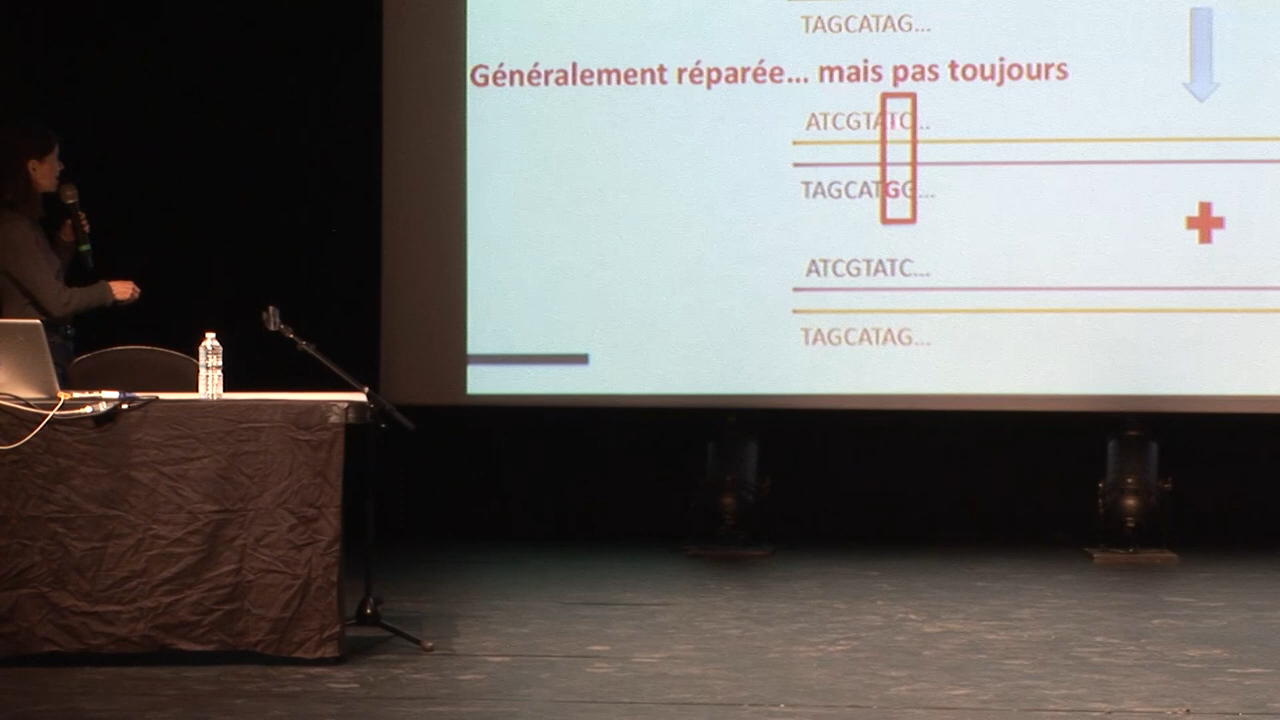 TAGCATAG...
Généralement réparée... mais pas toujours
ATCGTATC...
TAGCATGG...
ATCGTATC...
TAGCATAG...